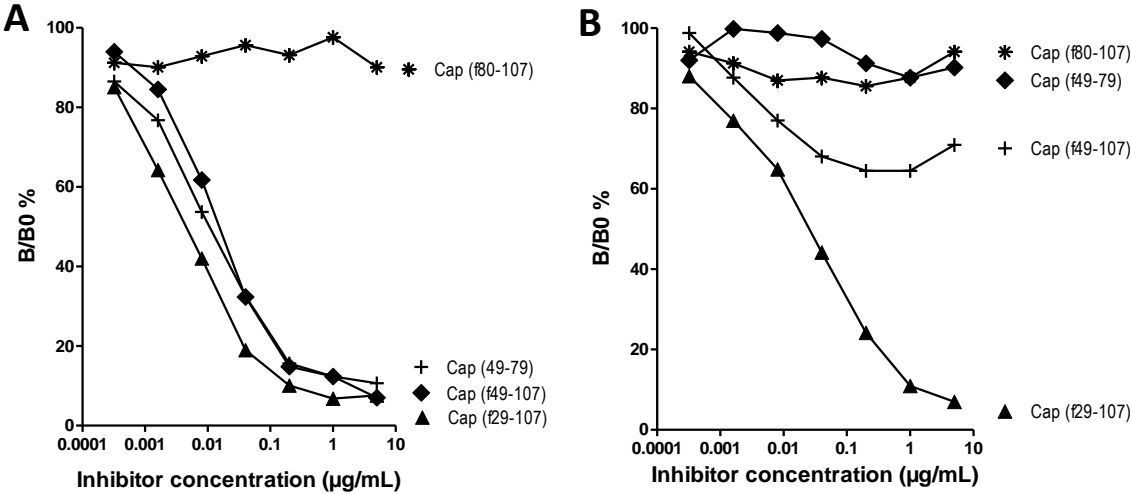 A
100
80
60
40
20
0
B/B0 %
0.0001
0.001
0.01
0.1
1
10
Inhibitor concentration (µg/mL)
Cap (f80-107)
Cap (49-79)
Cap (f49-107)
Cap (f29-107)
B
100
80
60
40
20
0
B/B0 %
0.0001
0.001
0.01
0.1
1
10
Inhibitor concentration (µg/mL)
Cap (f80-107)
Cap (f49-79)
Cap (f49-107)
Cap (f29-107)